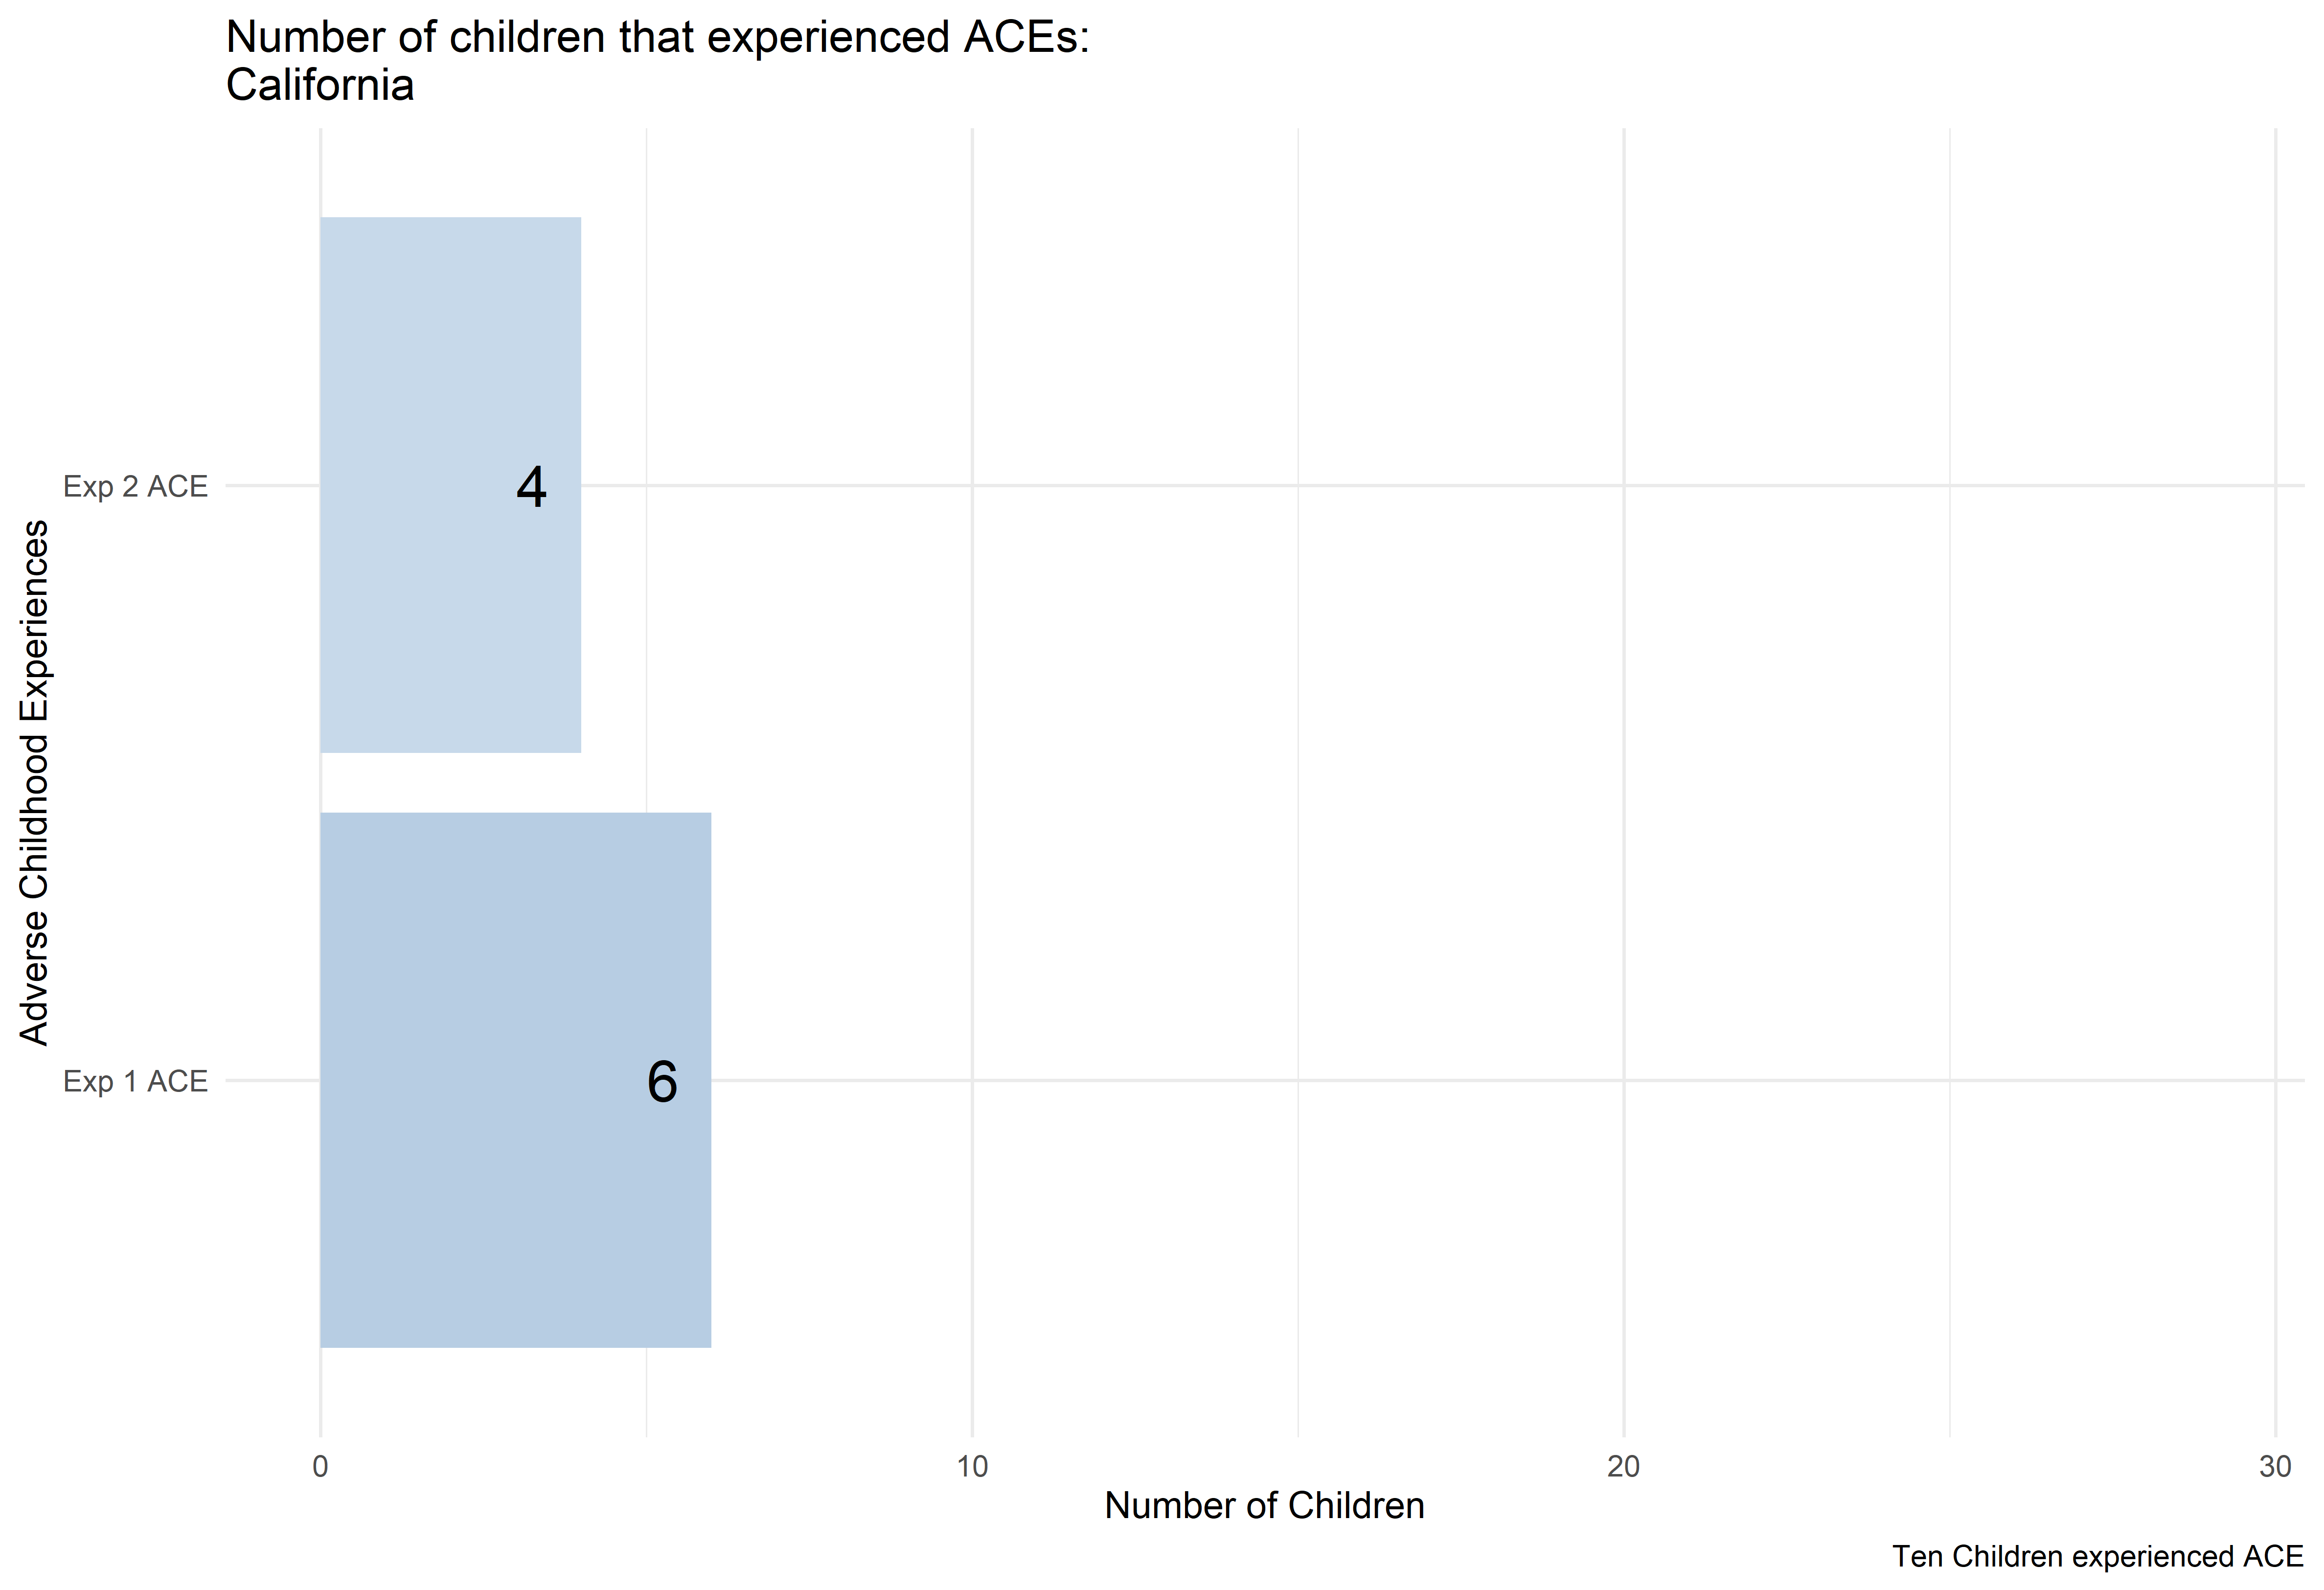 Number of children that experienced ACEs:
California
Adverse Childhood Experiences
Exp 2 ACE
4
Exp 1 ACE
6
0
10
20
30
Number of Children
Ten Children experienced ACE